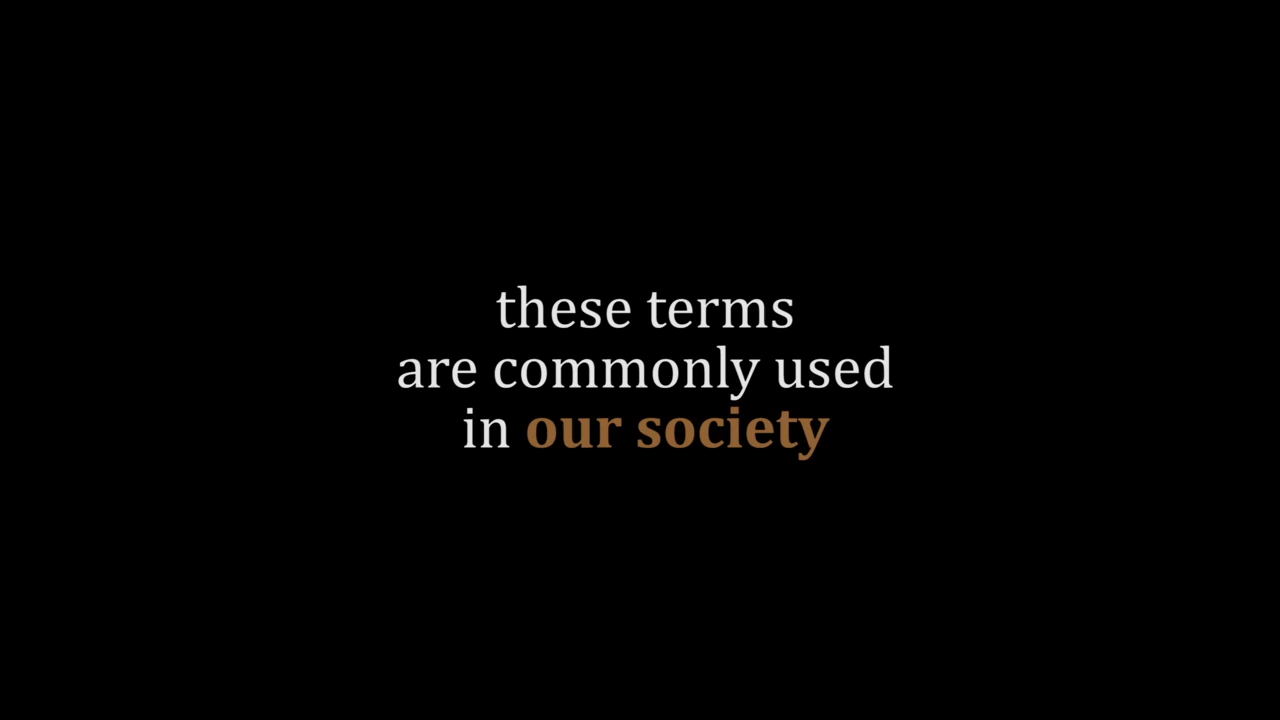 these terms
are commonly used
in our society